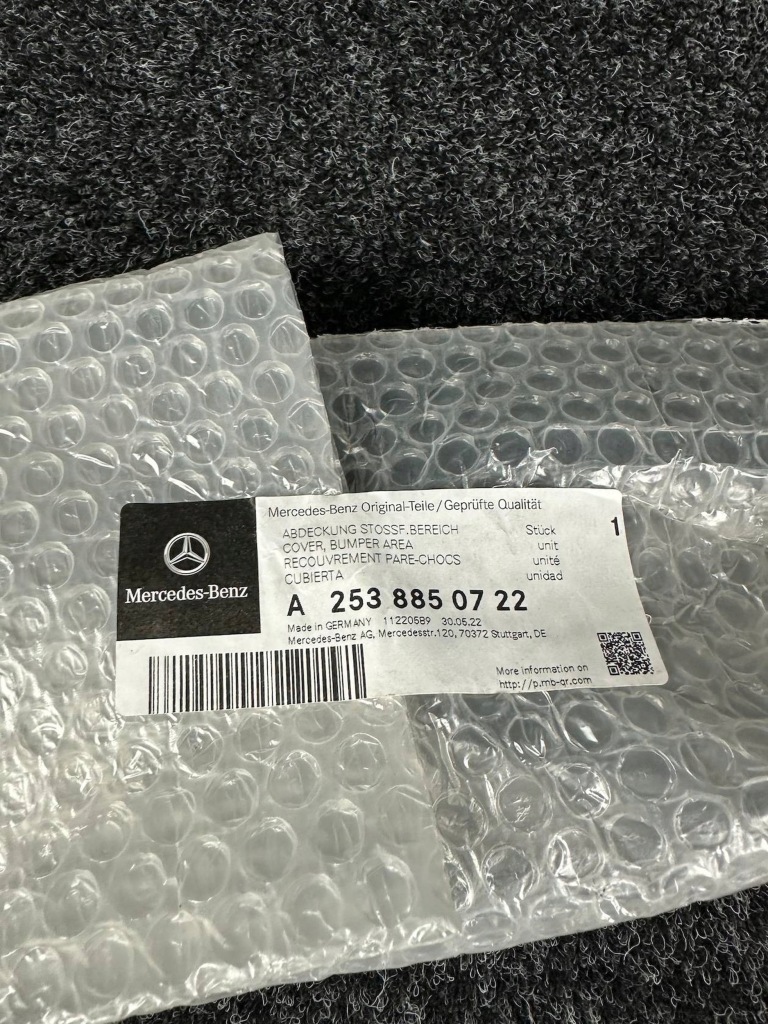 Mercedes-Benz Original-Teile/Geprüfte Qualität
ABDECKUNG STOSSF.BEREICH Stück 1
COVER, BUMPER AREA unit
RECOUVREMENT PARE-CHOCS unité
CUBIERTA unidad
Mercedes-Benz
A 253 885 07 22
Made in GERMANY 11220589 30.05.22
Mercedes-Benz AG, Mercedesstr.120, 70372 Stuttgart, DE
More information on
http://p.mb-qr.com